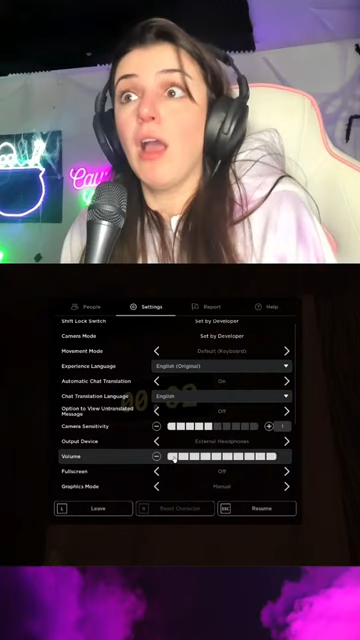 Cav
People Settings Report Help
Shift Lock Switch Set by Developer
Camera Mode Set by Developer
Movement Mode Default (Keyboard)
Experience Language English (Original)
Automatic Chat Translation On
Chat Translation Language English
Option to View Untranslated
Message Off
Camera Sensitivity 1
Output Device External Headphones
Volume
Fullscreen Off
Graphics Mode Manual
L Leave R Reset Character ESC Resume